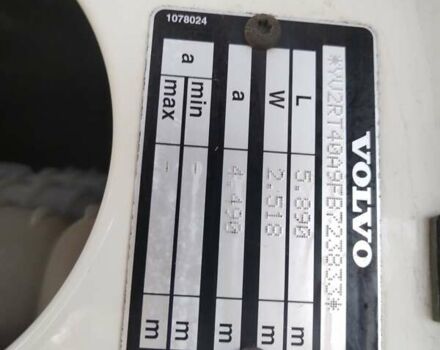 1078024
VOLVO
*YV2RT40A9FB723833*
L 5.890 m
W 2.518 m
a 4.490 m
a min - m
max - m